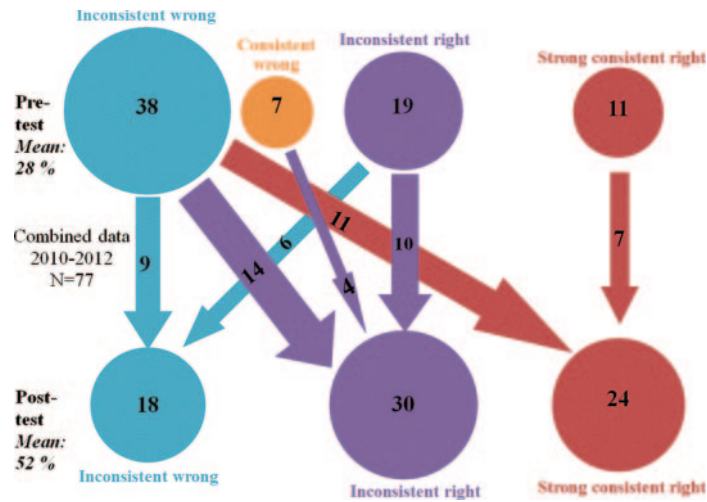 Inconsistent wrong
Consistent
wrong
Inconsistent right
Strong consistent right
Pre-
test
Mean:
28 %
38
7
19
11
Combined data
2010-2012
N=77
9
14
6
11
4
10
7
Post-
test
Mean:
52 %
18
30
24
Inconsistent wrong
Inconsistent right
Strong consistent right